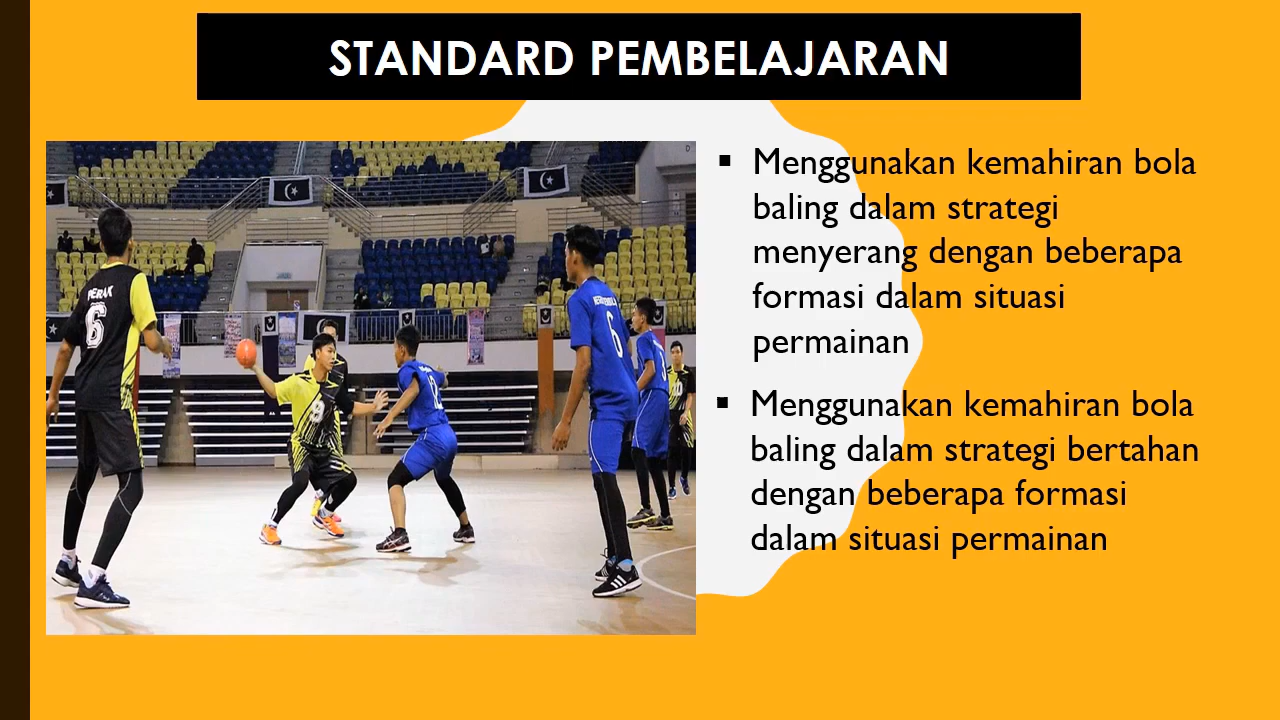 STANDARD PEMBELAJARAN
▪ Menggunakan kemahiran bola
baling dalam strategi
menyerang dengan beberapa
formasi dalam situasi
permainan
▪ Menggunakan kemahiran bola
baling dalam strategi bertahan
dengan beberapa formasi
dalam situasi permainan
PERAK
6
9
12
6